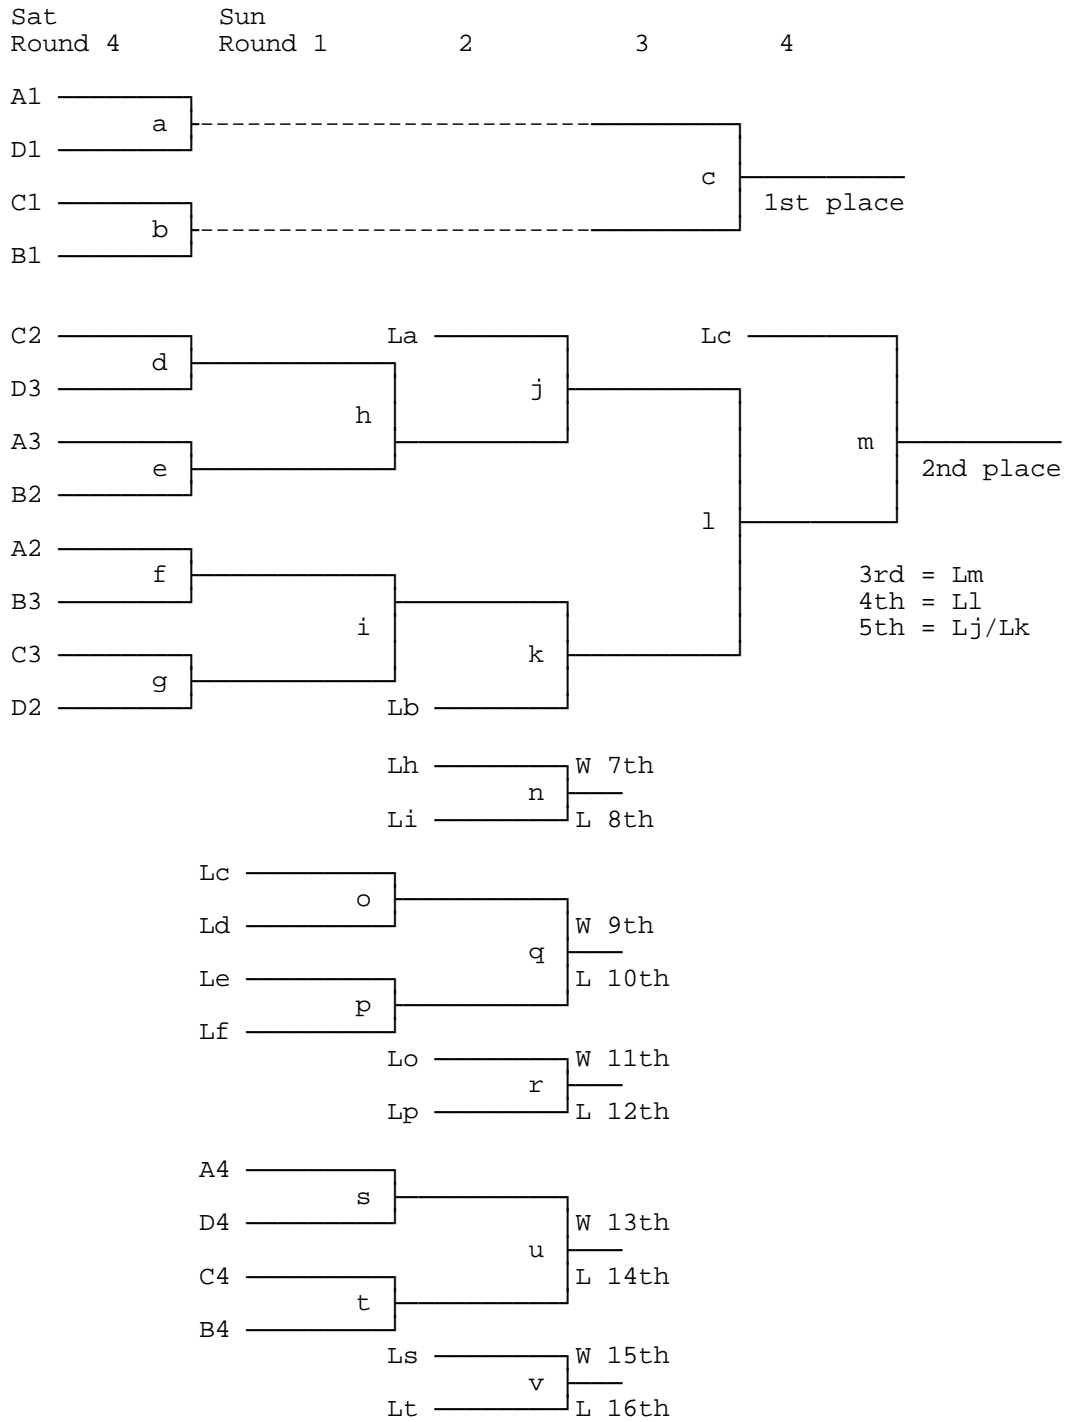 Sat Sun
Round 4 Round 1 2 3 4
A1
a
D1
c
C1
1st place
b
B1
C2 La Lc
d
D3 j
h
A3 m
e 2nd place
B2
l
A2
f 3rd = Lm
B3 4th = Ll
i 5th = Lj/Lk
C3 k
g
D2 Lb
Lh W 7th
n
Li L 8th
Lc
o
Ld W 9th
q
Le L 10th
p
Lf
Lo W 11th
r
Lp L 12th
A4
s
D4 W 13th
u
C4 L 14th
t
B4
Ls W 15th
v
Lt L 16th